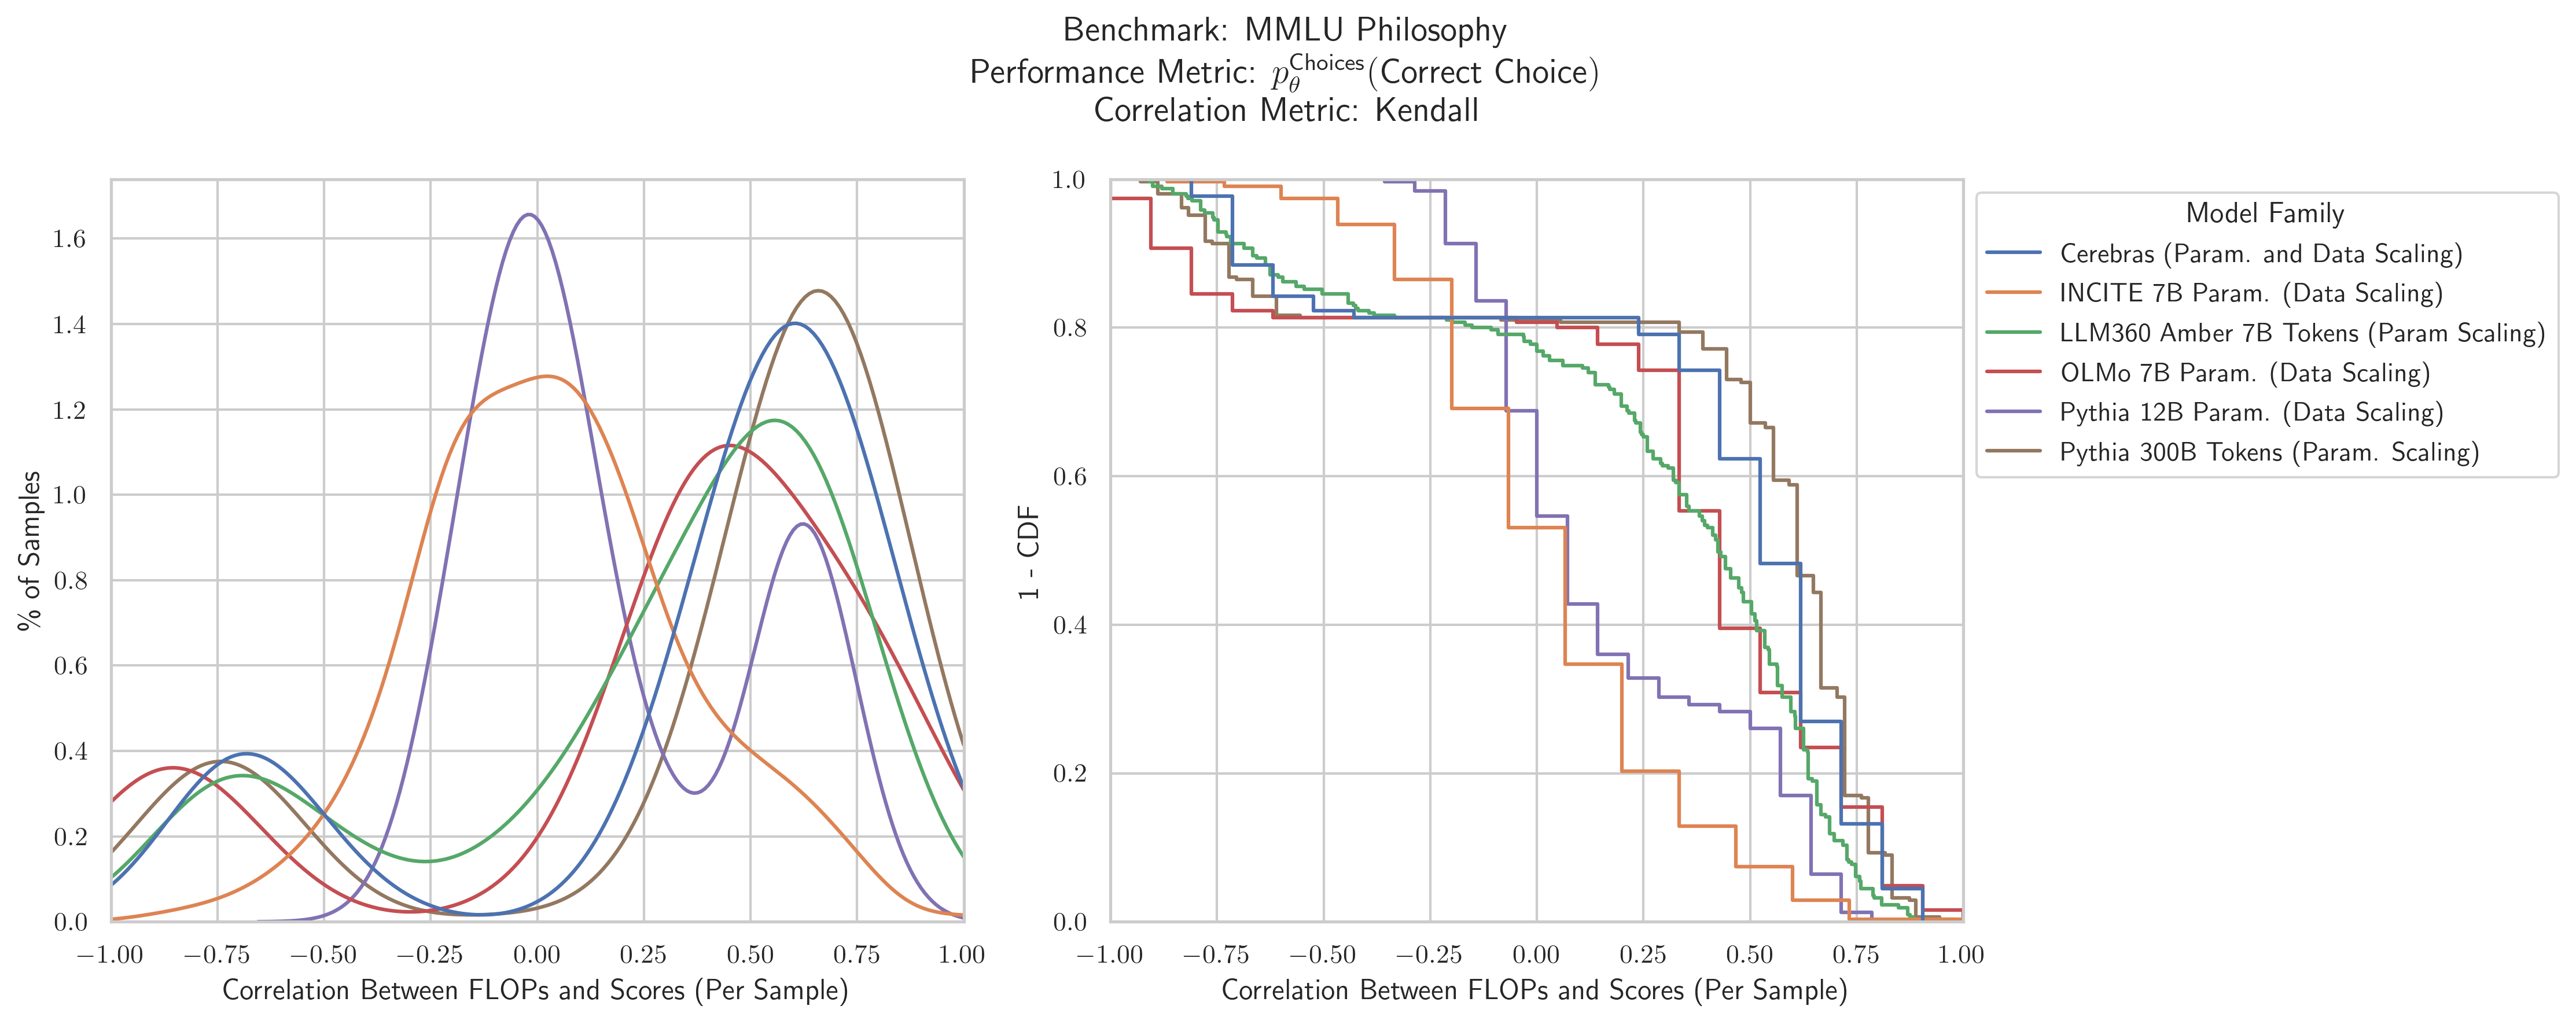 Benchmark: MMLU Philosophy
Performance Metric: $p_\theta^{\text{Choices}}$(Correct Choice)
Correlation Metric: Kendall
% of Samples
1.6
1.4
1.2
1.0
0.8
0.6
0.4
0.2
0.0
−1.00 −0.75 −0.50 −0.25 0.00 0.25 0.50 0.75 1.00
Correlation Between FLOPs and Scores (Per Sample)
1 - CDF
1.0
0.8
0.6
0.4
0.2
0.0
−1.00 −0.75 −0.50 −0.25 0.00 0.25 0.50 0.75 1.00
Correlation Between FLOPs and Scores (Per Sample)
Model Family
Cerebras (Param. and Data Scaling)
INCITE 7B Param. (Data Scaling)
LLM360 Amber 7B Tokens (Param Scaling)
OLMo 7B Param. (Data Scaling)
Pythia 12B Param. (Data Scaling)
Pythia 300B Tokens (Param. Scaling)